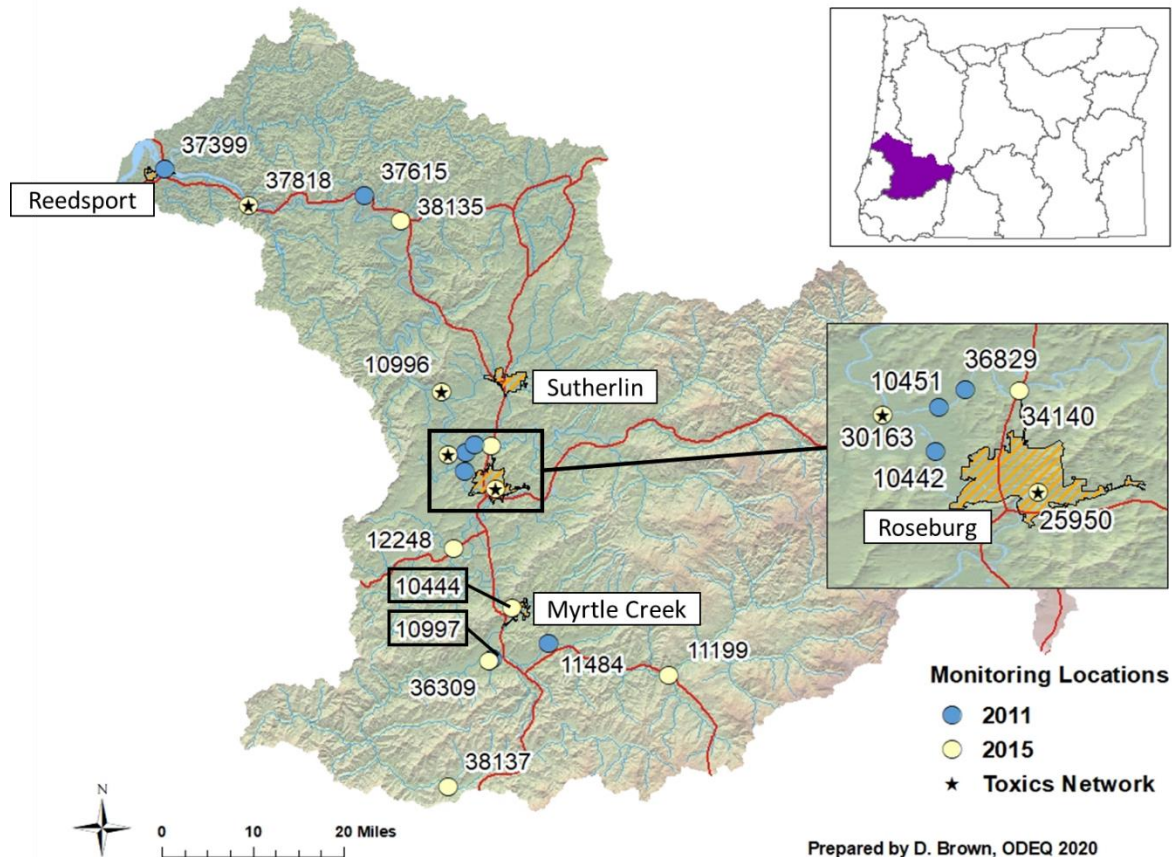 37399
37818
37615
38135
Reedsport
10996
Sutherlin
36829
10451
34140
30163
10442
Roseburg
25950
12248
10444
Myrtle Creek
10997
36309
11484
11199
38137
Monitoring Locations
2011
2015
Toxics Network
N
0 10 20 Miles
Prepared by D. Brown, ODEQ 2020